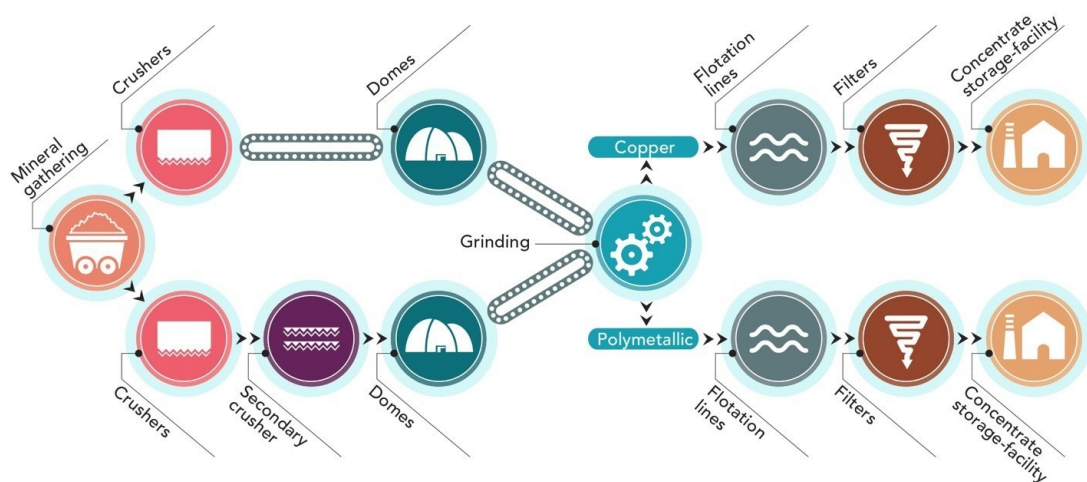 Mineral
gathering
Crushers
Domes
Grinding
Copper
Flotation
lines
Filters
Concentrate
storage-facility
Crushers
Secondary
crusher
Domes
Polymetallic
Flotation
lines
Filters
Concentrate
storage-facility